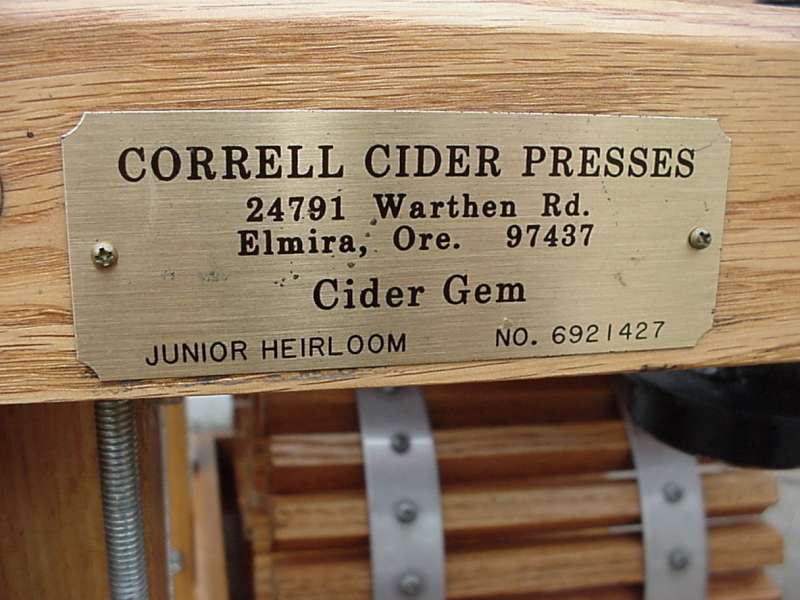 CORRELL CIDER PRESSES
24791 Warthen Rd.
Elmira, Ore. 97437
Cider Gem
JUNIOR HEIRLOOM NO. 6921427